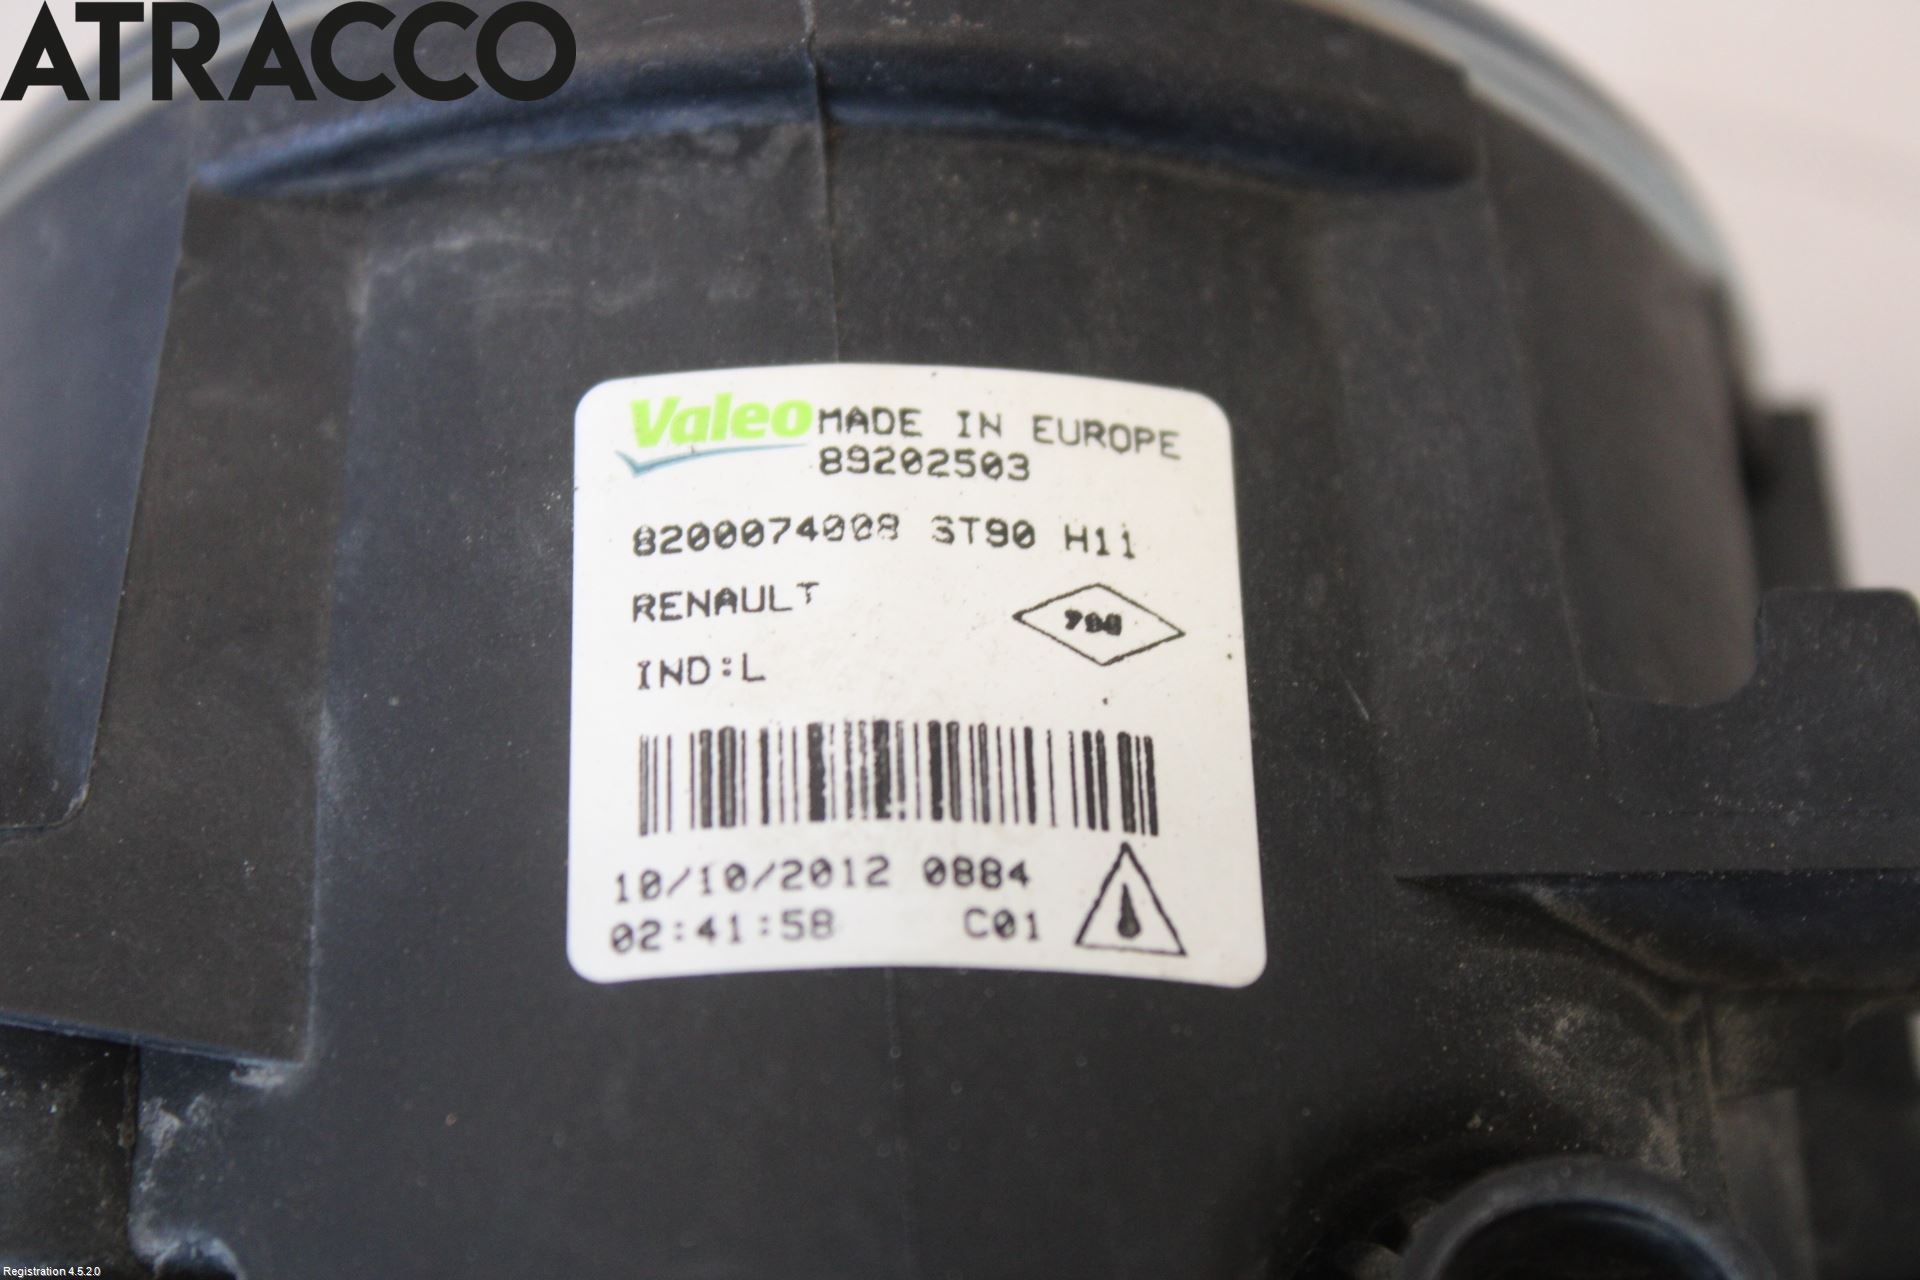 ATRACCO
Valeo MADE IN EUROPE
89202503
8200074008 ST90 H11
RENAULT
IND:L
10/10/2012 0884
02:41:58 C01
Registration 4.5.2.0